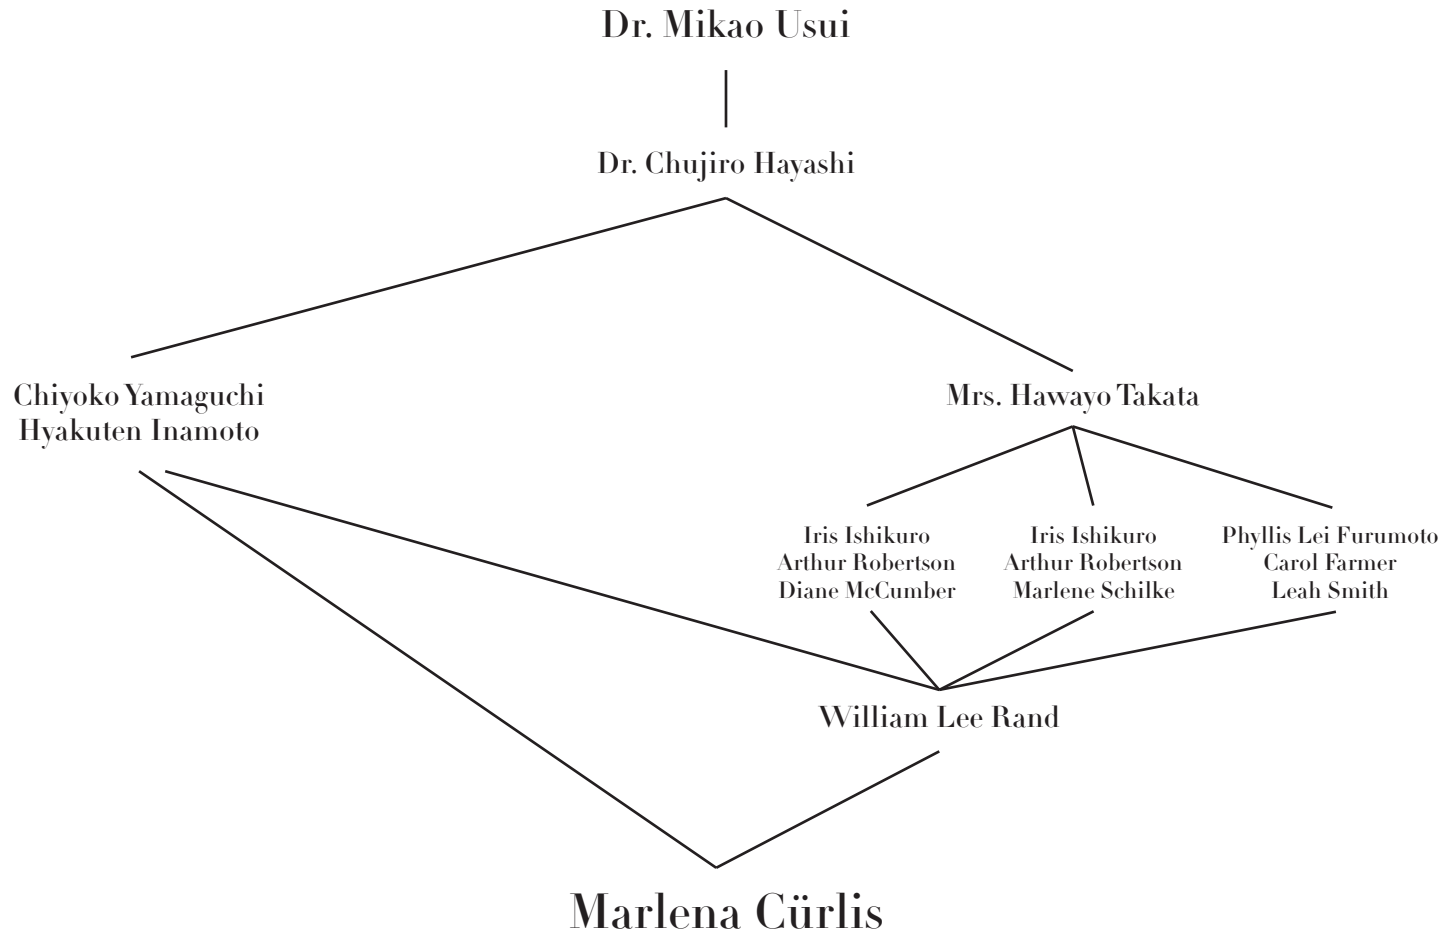 Dr. Mikao Usui
Dr. Chujiro Hayashi
Chiyoko Yamaguchi
Hyakuten Inamoto
Mrs. Hawayo Takata
Iris Ishikuro
Arthur Robertson
Diane McCumber
Iris Ishikuro
Arthur Robertson
Marlene Schilke
Phyllis Lei Furumoto
Carol Farmer
Leah Smith
William Lee Rand
Marlena Cürlis